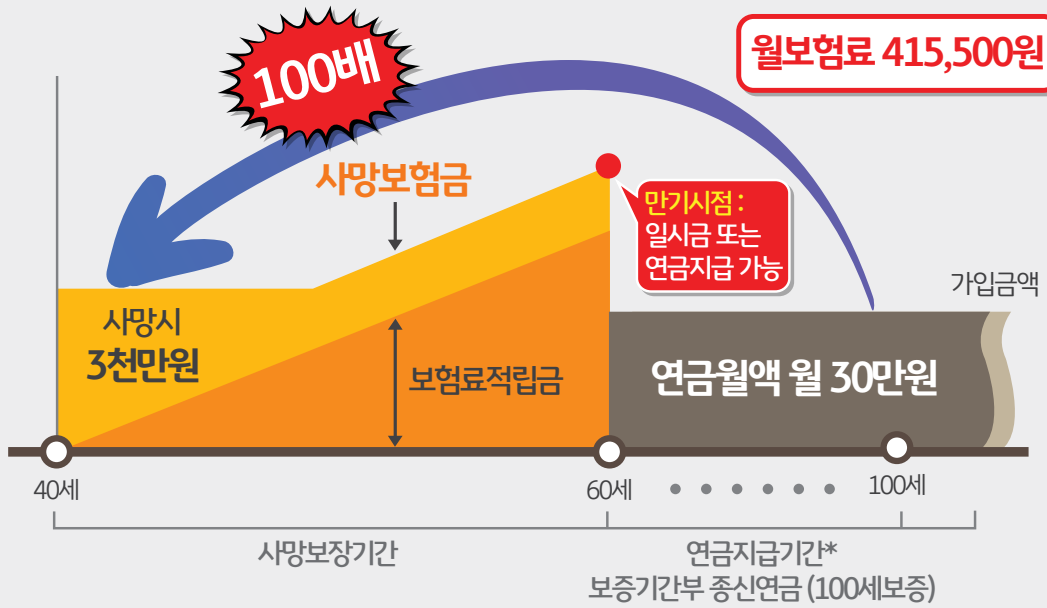 월보험료 415,500원
100배
사망보험금
만기시점 :
일시금 또는
연금지급 가능
가입금액
사망시
3천만원
보험료적립금
연금월액 월 30만원
40세
60세
100세
사망보장기간
연금지급기간*
보증기간부 종신연금 (100세보증)